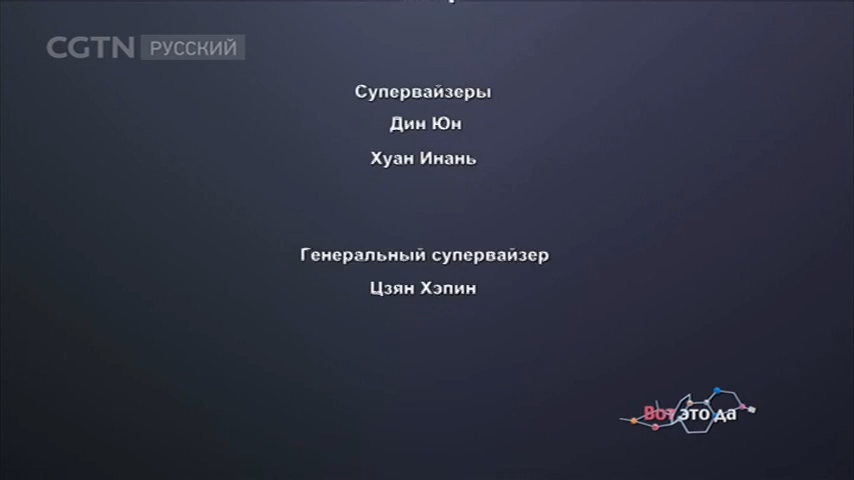 CGTN РУССКИЙ
Супервайзеры
Дин Юн
Хуан Инань
Генеральный супервайзер
Цзян Хэпин
Вот это да